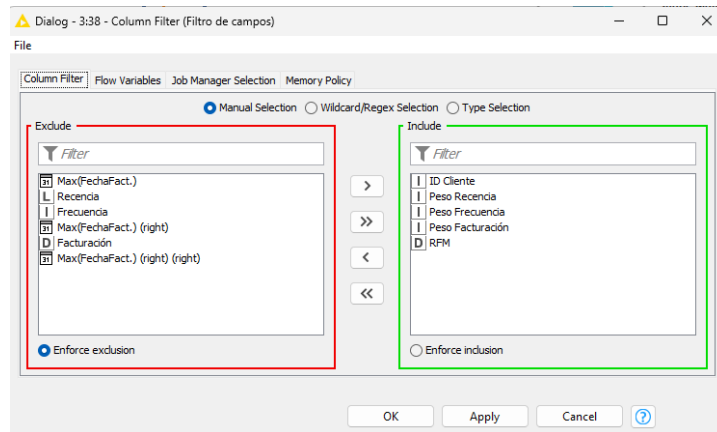 Dialog - 3:38 - Column Filter (Filtro de campos)
File
Column Filter Flow Variables Job Manager Selection Memory Policy
Manual Selection Wildcard/Regex Selection Type Selection
Exclude
Filter
31 Max(FechaFact.)
L Recencia
I Frecuencia
31 Max(FechaFact.) (right)
D Facturación
31 Max(FechaFact.) (right) (right)
Enforce exclusion
>
>>
<
<<
Include
Filter
I ID Cliente
I Peso Recencia
I Peso Frecuencia
I Peso Facturación
D RFM
Enforce inclusion
OK Apply Cancel ?